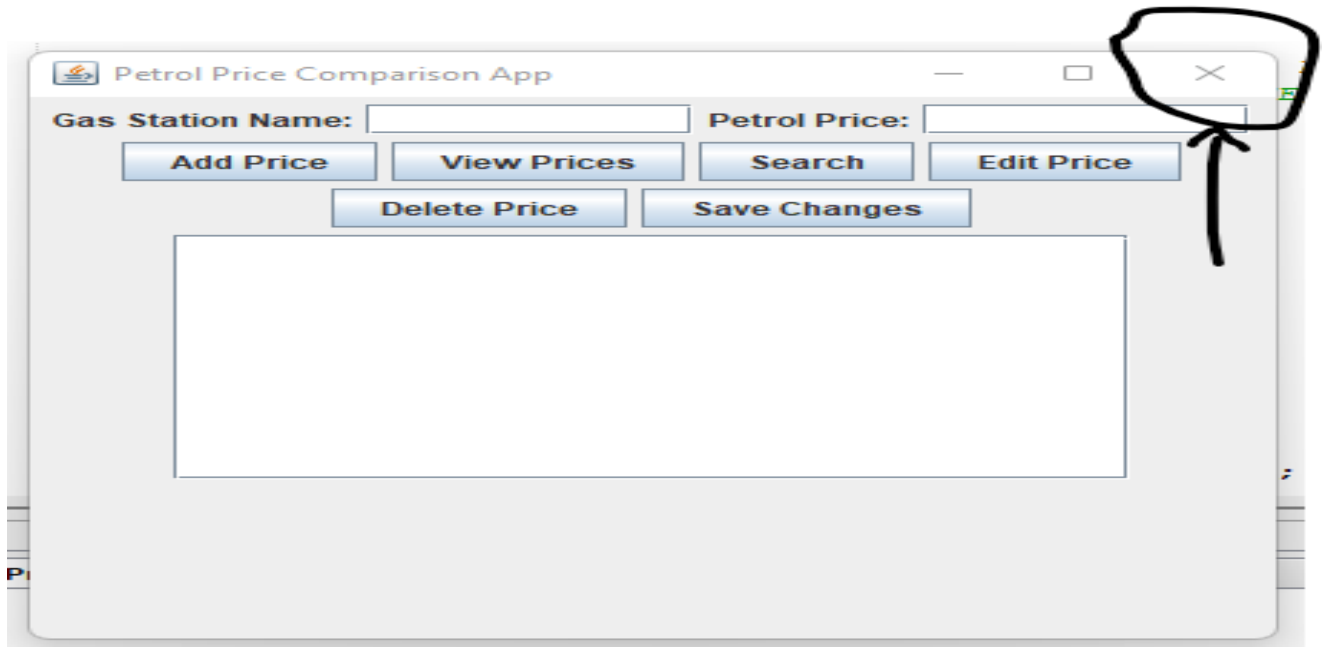 Petrol Price Comparison App
Gas Station Name: Petrol Price:
Add Price View Prices Search Edit Price
Delete Price Save Changes
;